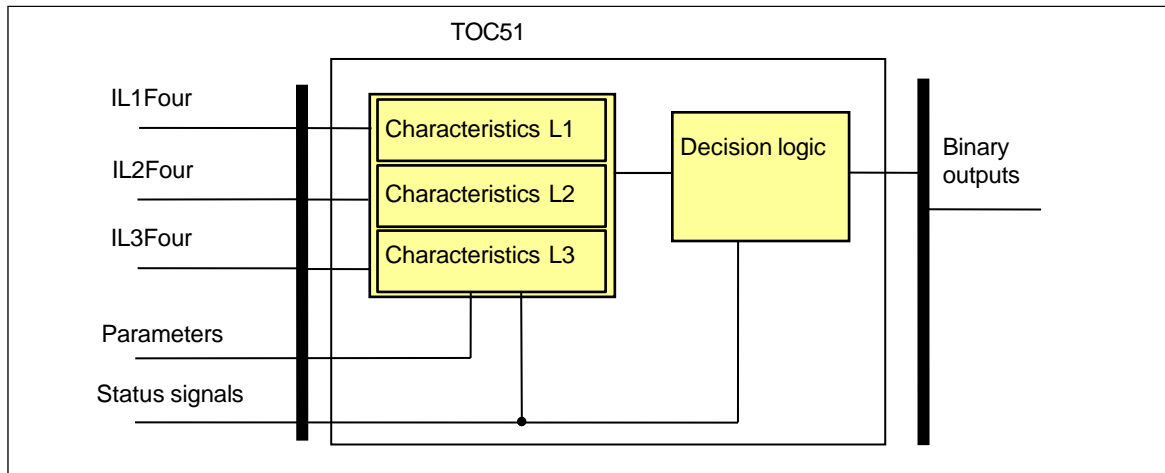 TOC51
IL1Four
IL2Four
IL3Four
Parameters
Status signals
Characteristics L1
Characteristics L2
Characteristics L3
Decision logic
Binary
outputs